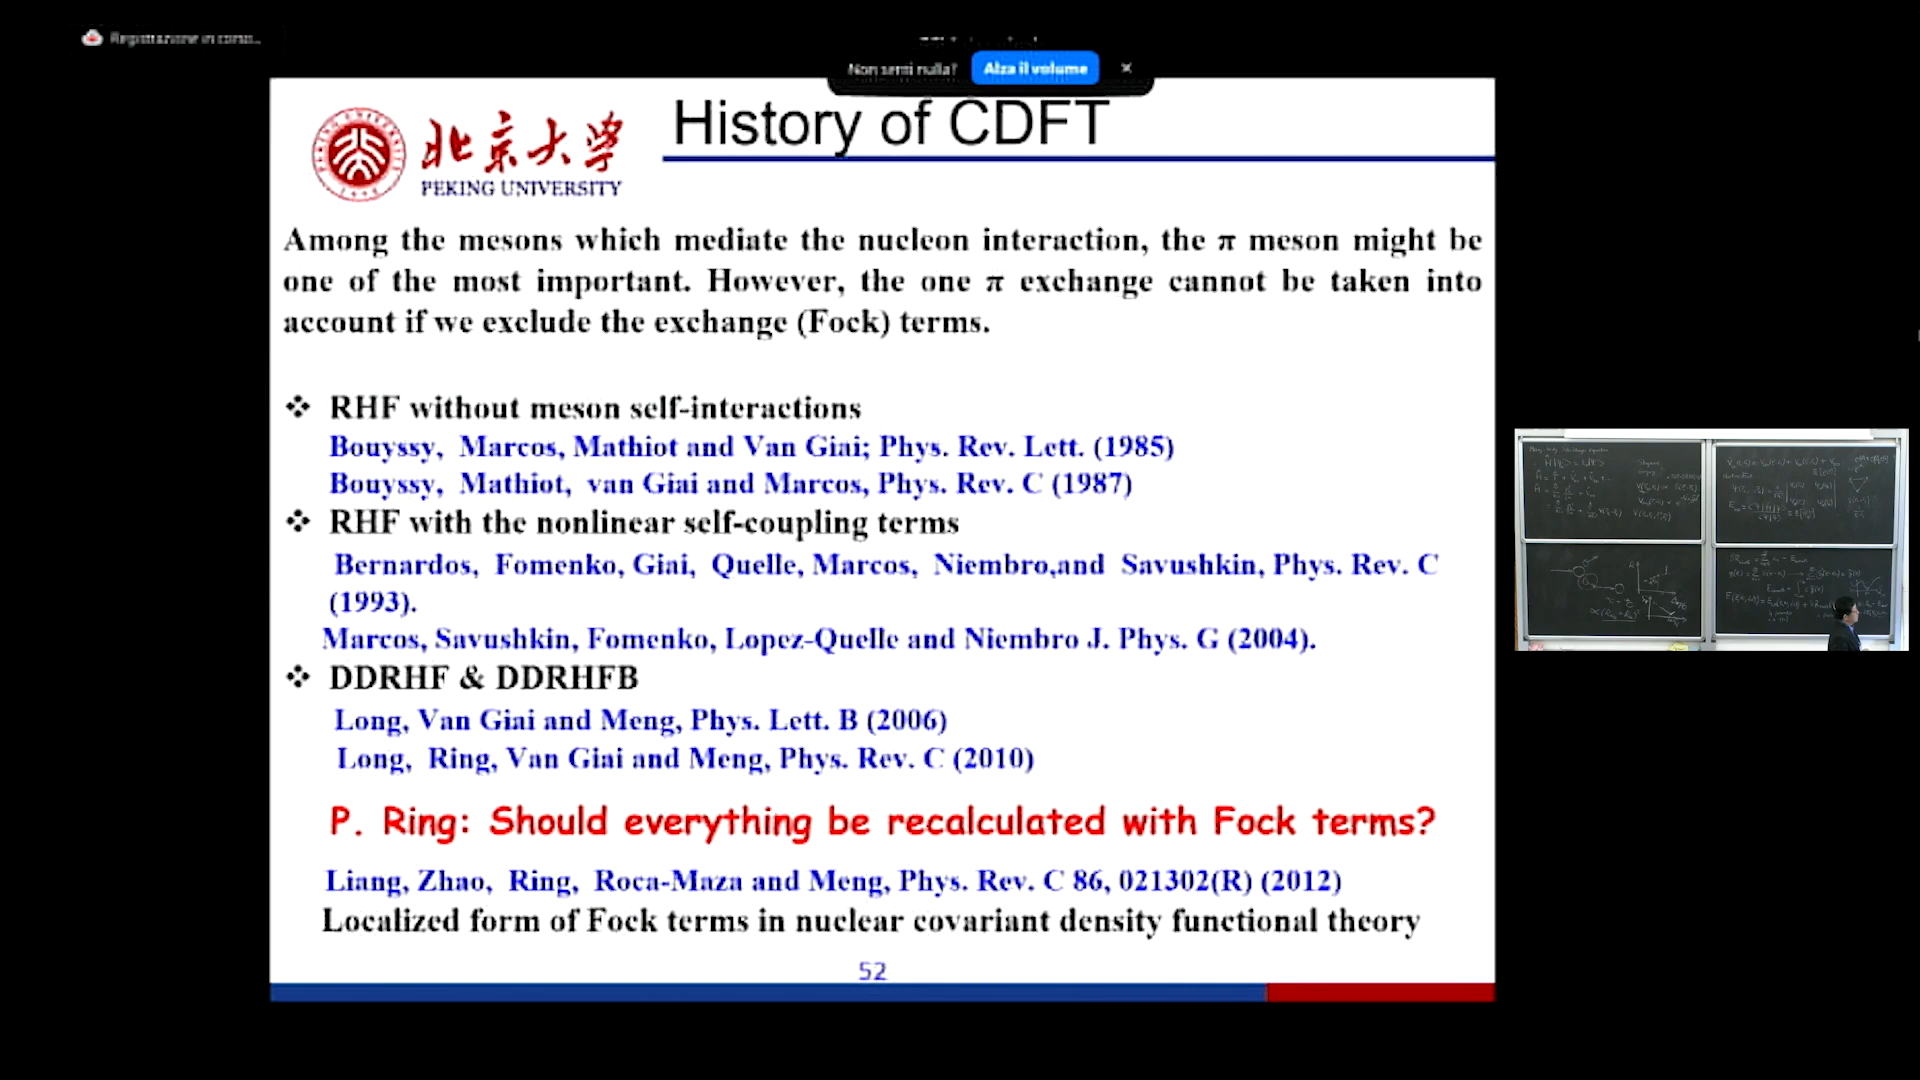 Registrazione in corso...
Non senti nulla? Alza il volume ×
History of CDFT
北京大学
PEKING UNIVERSITY
Among the mesons which mediate the nucleon interaction, the π meson might be
one of the most important. However, the one π exchange cannot be taken into
account if we exclude the exchange (Fock) terms.
❖ RHF without meson self-interactions
Bouyssy, Marcos, Mathiot and Van Giai; Phys. Rev. Lett. (1985)
Bouyssy, Mathiot, van Giai and Marcos, Phys. Rev. C (1987)
❖ RHF with the nonlinear self-coupling terms
Bernardos, Fomenko, Giai, Quelle, Marcos, Niembro,and Savushkin, Phys. Rev. C
(1993).
Marcos, Savushkin, Fomenko, Lopez-Quelle and Niembro J. Phys. G (2004).
❖ DDRHF & DDRHFB
Long, Van Giai and Meng, Phys. Lett. B (2006)
Long, Ring, Van Giai and Meng, Phys. Rev. C (2010)
P. Ring: Should everything be recalculated with Fock terms?
Liang, Zhao, Ring, Roca-Maza and Meng, Phys. Rev. C 86, 021302(R) (2012)
Localized form of Fock terms in nuclear covariant density functional theory
52